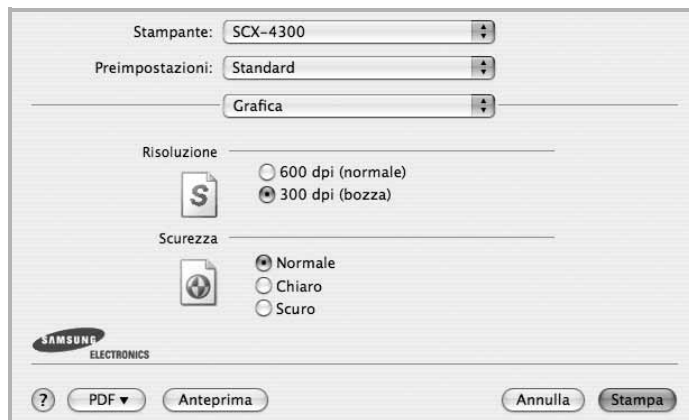 Stampante: SCX-4300
Preimpostazioni: Standard
Grafica
Risoluzione
600 dpi (normale)
S
300 dpi (bozza)
Scurezza
Normale
Chiaro
Scuro
SAMSUNG
ELECTRONICS
? PDF ▼ Anteprima Annulla Stampa